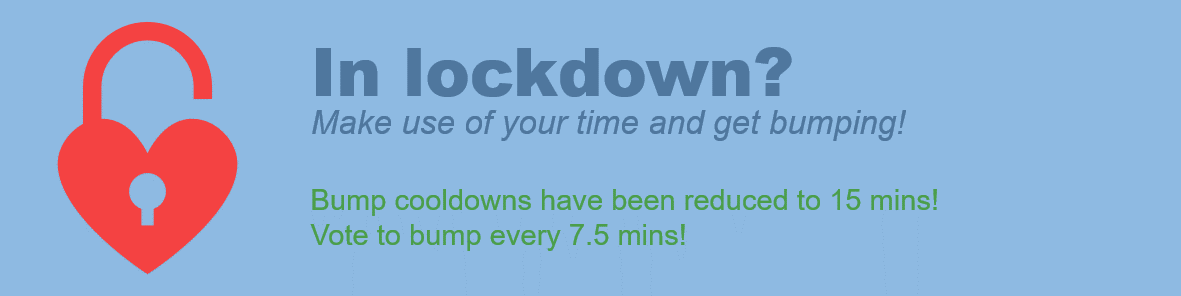 In lockdown?
Make use of your time and get bumping!
Bump cooldowns have been reduced to 15 mins!
Vote to bump every 7.5 mins!